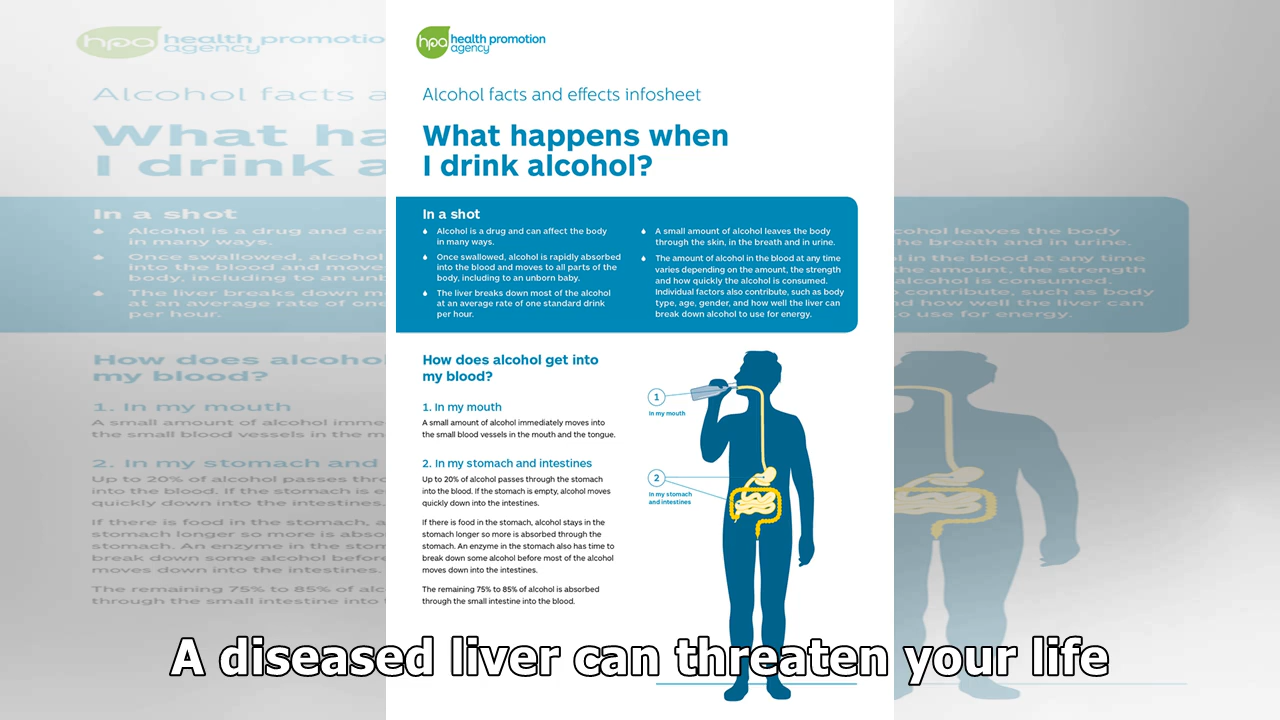 hpa health promotion
agency
Alcohol facts and effects infosheet
What happens when
I drink alcohol?
In a shot
Alcohol is a drug and can affect the body
in many ways.
Once swallowed, alcohol is rapidly absorbed
into the blood and moves to all parts of the
body, including to an unborn baby.
The liver breaks down most of the alcohol
at an average rate of one standard drink
per hour.
A small amount of alcohol leaves the body
through the skin, in the breath and in urine.
The amount of alcohol in the blood at any time
varies depending on the amount, the strength
and how quickly the alcohol is consumed.
Individual factors also contribute, such as body
type, age, gender, and how well the liver can
break down alcohol to use for energy.
How does alcohol get into
my blood?
1. In my mouth
A small amount of alcohol immediately moves into
the small blood vessels in the mouth and the tongue.
2. In my stomach and intestines
Up to 20% of alcohol passes through the stomach
into the blood. If the stomach is empty, alcohol moves
quickly down into the intestines.
If there is food in the stomach, alcohol stays in the
stomach longer so more is absorbed through the
stomach. An enzyme in the stomach also has time to
break down some alcohol before most of the alcohol
moves down into the intestines.
The remaining 75% to 85% of alcohol is absorbed
through the small intestine into the blood.
1
In my mouth
2
In my stomach
and intestines
A diseased liver can threaten your life